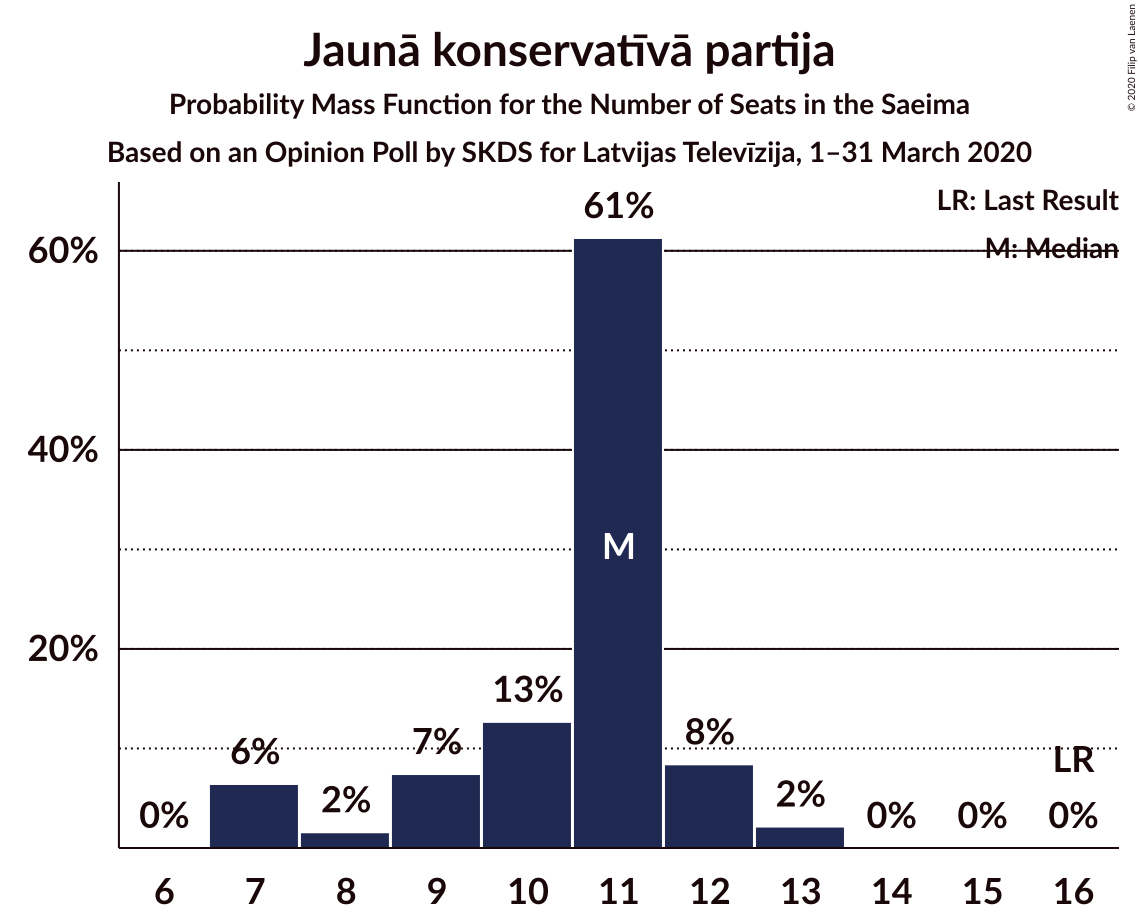 Jaunā konservatīvā partija
Probability Mass Function for the Number of Seats in the Saeima
Based on an Opinion Poll by SKDS for Latvijas Televīzija, 1–31 March 2020
© 2020 Filip van Laenen
LR: Last Result
M: Median
60%
40%
20%
0%
6%
2%
7%
13%
61%
M
8%
2%
0%
0%
LR
0%
6 7 8 9 10 11 12 13 14 15 16